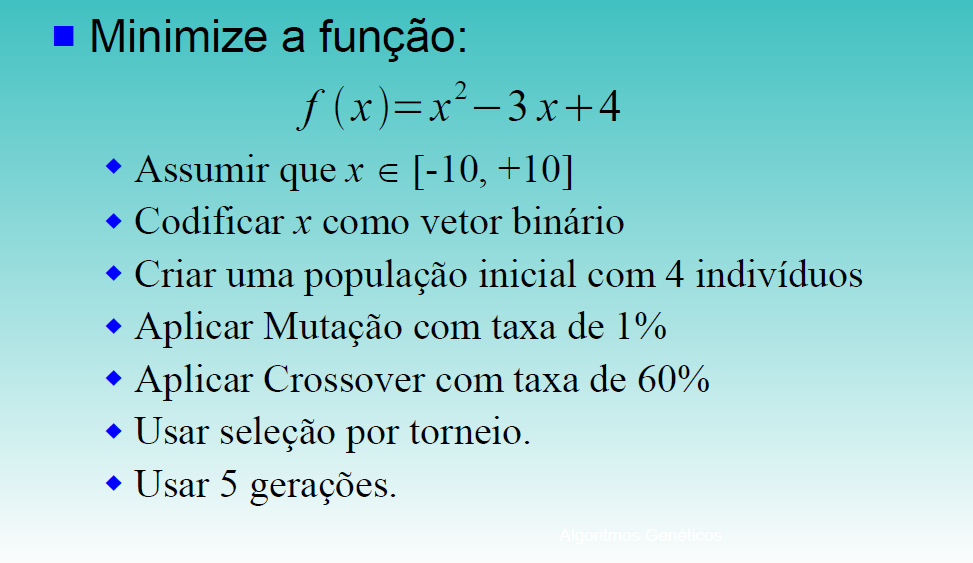 Minimize a função:
f (x)=x²−3x+4
Assumir que x ∈ [-10, +10]
Codificar x como vetor binário
Criar uma população inicial com 4 indivíduos
Aplicar Mutação com taxa de 1%
Aplicar Crossover com taxa de 60%
Usar seleção por torneio.
Usar 5 gerações.
Algoritmos Genéticos